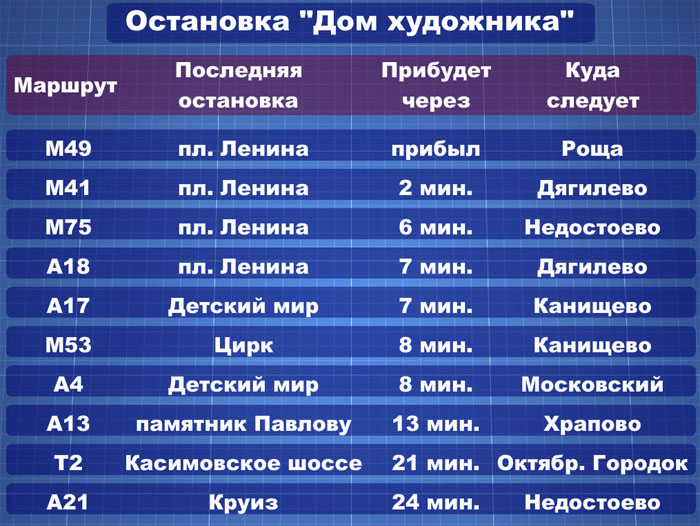 Остановка "Дом художника"
Маршрут Последняя остановка Прибудет через Куда следует
М49 пл. Ленина прибыл Роща
М41 пл. Ленина 2 мин. Дягилево
М75 пл. Ленина 6 мин. Недостоево
А18 пл. Ленина 7 мин. Дягилево
А17 Детский мир 7 мин. Канищево
М53 Цирк 8 мин. Канищево
А4 Детский мир 8 мин. Московский
А13 памятник Павлову 13 мин. Храпово
Т2 Касимовское шоссе 21 мин. Октябр. Городок
А21 Круиз 24 мин. Недостоево